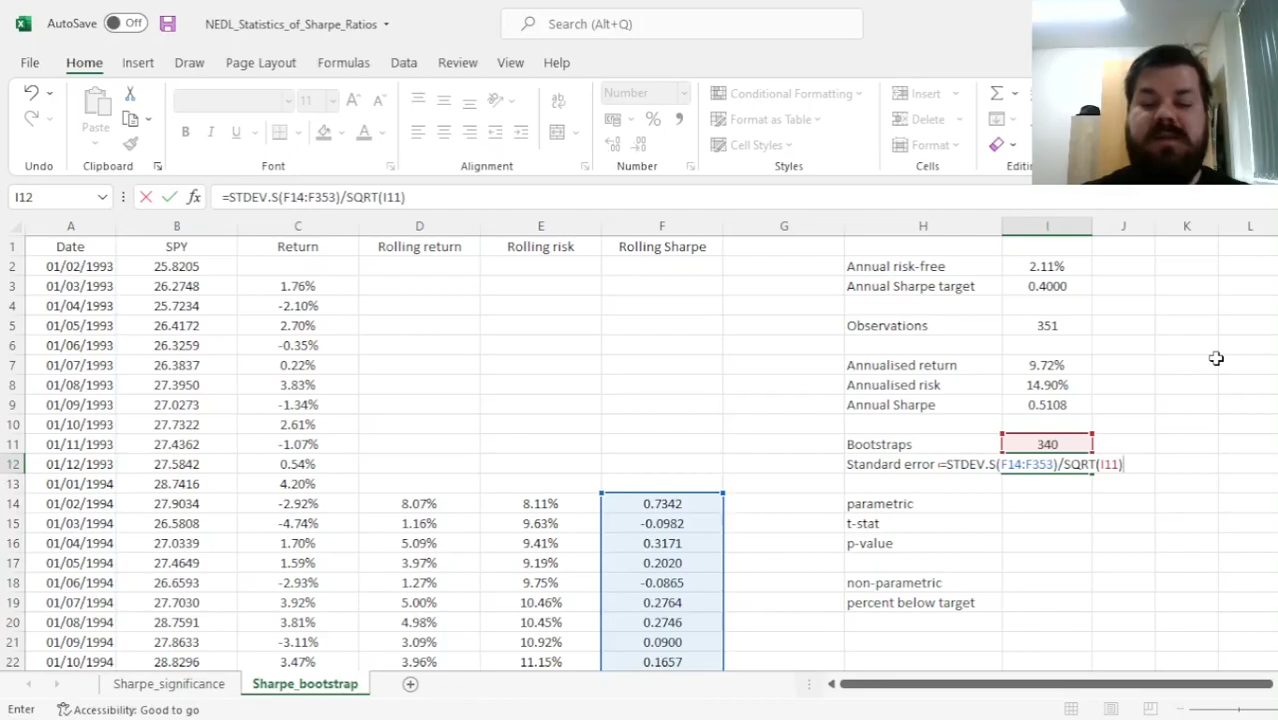 AutoSave Off NEDL_Statistics_of_Sharpe_Ratios Search (Alt+Q)
File Home Insert Draw Page Layout Formulas Data Review View Help
Undo
Paste
Clipboard
11
B I U
Font
Alignment
Number
Number
Conditional Formatting
Format as Table
Cell Styles
Styles
Insert
Delete
Format
Cells
Editin
I12 fx =STDEV.S(F14:F353)/SQRT(I11)
A B C D E F G H I J K L
1 Date SPY Return Rolling return Rolling risk Rolling Sharpe
2 01/02/1993 25.8205 Annual risk-free 2.11%
3 01/03/1993 26.2748 1.76% Annual Sharpe target 0.4000
4 01/04/1993 25.7234 -2.10%
5 01/05/1993 26.4172 2.70% Observations 351
6 01/06/1993 26.3259 -0.35%
7 01/07/1993 26.3837 0.22% Annualised return 9.72%
8 01/08/1993 27.3950 3.83% Annualised risk 14.90%
9 01/09/1993 27.0273 -1.34% Annual Sharpe 0.5108
10 01/10/1993 27.7322 2.61%
11 01/11/1993 27.4362 -1.07% Bootstraps 340
12 01/12/1993 27.5842 0.54% Standard error =STDEV.S(F14:F353)/SQRT(I11)
13 01/01/1994 28.7416 4.20%
14 01/02/1994 27.9034 -2.92% 8.07% 8.11% 0.7342 parametric
15 01/03/1994 26.5808 -4.74% 1.16% 9.63% -0.0982 t-stat
16 01/04/1994 27.0339 1.70% 5.09% 9.41% 0.3171 p-value
17 01/05/1994 27.4649 1.59% 3.97% 9.19% 0.2020
18 01/06/1994 26.6593 -2.93% 1.27% 9.75% -0.0865 non-parametric
19 01/07/1994 27.7030 3.92% 5.00% 10.46% 0.2764 percent below target
20 01/08/1994 28.7591 3.81% 4.98% 10.45% 0.2746
21 01/09/1994 27.8633 -3.11% 3.09% 10.92% 0.0900
22 01/10/1994 28.8296 3.47% 3.96% 11.15% 0.1657
Sharpe_significance Sharpe_bootstrap
Enter Accessibility: Good to go